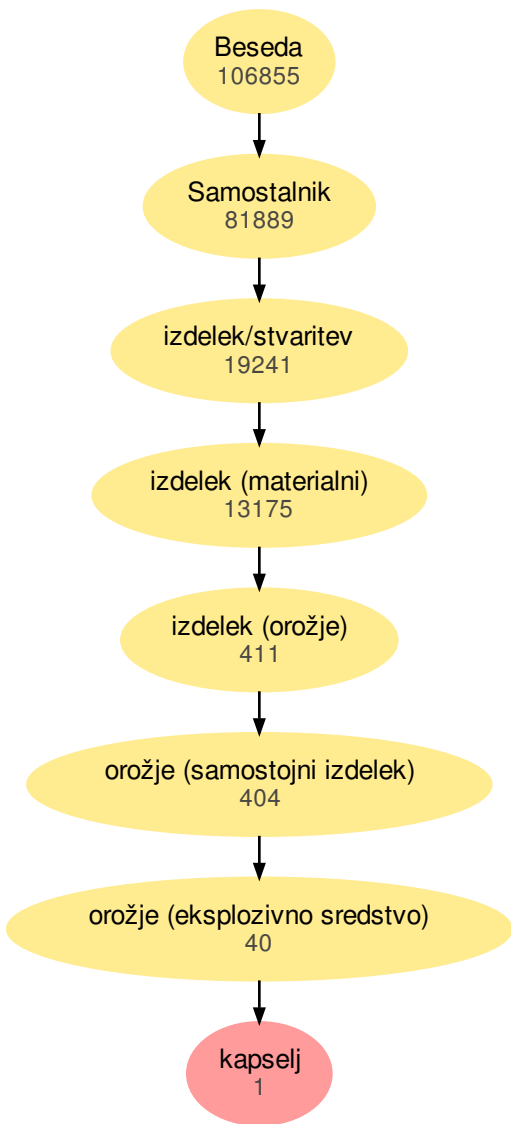 Beseda
106855
Samostalnik
81889
izdelek/stvaritev
19241
izdelek (materialni)
13175
izdelek (orožje)
411
orožje (samostojni izdelek)
404
orožje (eksplozivno sredstvo)
40
kapselj
1